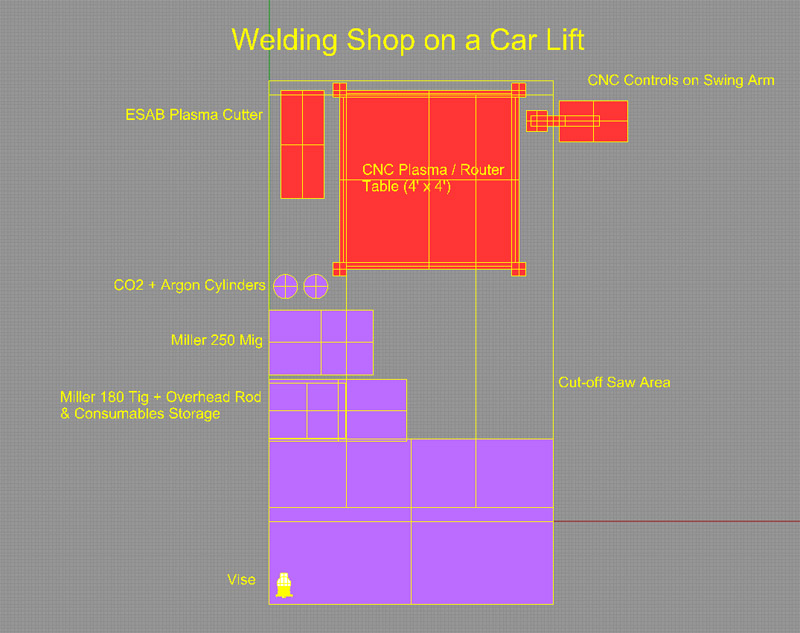 Welding Shop on a Car Lift
CNC Controls on Swing Arm
ESAB Plasma Cutter
CNC Plasma / Router
Table (4' x 4')
CO2 + Argon Cylinders
Miller 250 Mig
Cut-off Saw Area
Miller 180 Tig + Overhead Rod
& Consumables Storage
Vise